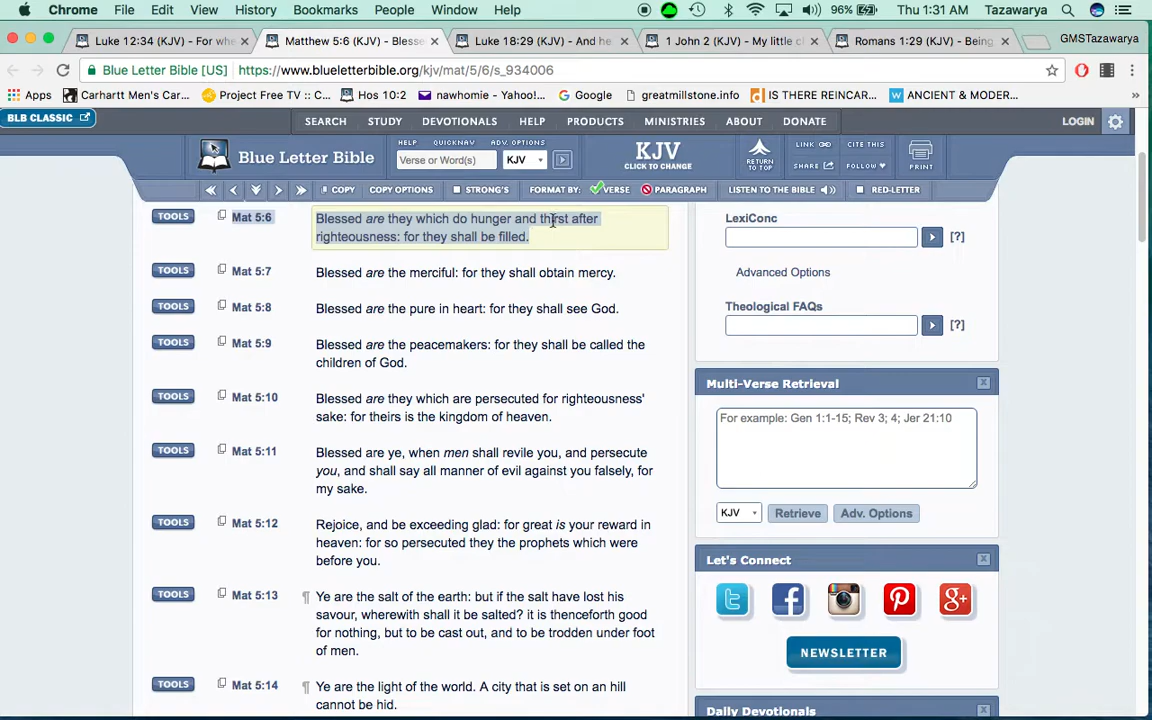 Chrome File Edit View History Bookmarks People Window Help 96% Thu 1:31 AM Tazawarya
Luke 12:34 (KJV) - For whe
Matthew 5:6 (KJV) - Blesse
Luke 18:29 (KJV) - And he
1 John 2 (KJV) - My little c
Romans 1:29 (KJV) - Being
GMSTazawarya
Blue Letter Bible [US] https://www.blueletterbible.org/kjv/mat/5/6/s_934006
Apps Carhartt Men's Car... Project Free TV :: C... Hos 10:2 nawhomie - Yahoo!... Google greatmillstone.info IS THERE REINCAR... ANCIENT & MODER... »
BLB CLASSIC SEARCH STUDY DEVOTIONALS HELP PRODUCTS MINISTRIES ABOUT DONATE LOGIN
Blue Letter Bible
HELP QUICKNAV ADV. OPTIONS
Verse or Word(s) KJV
KJV
CLICK TO CHANGE
RETURN TO TOP
LINK CITE THIS
SHARE FOLLOW
PRINT
COPY COPY OPTIONS STRONG'S FORMAT BY: VERSE PARAGRAPH LISTEN TO THE BIBLE RED-LETTER
TOOLS Mat 5:6 Blessed are they which do hunger and thirst after
righteousness: for they shall be filled.
TOOLS Mat 5:7 Blessed are the merciful: for they shall obtain mercy.
TOOLS Mat 5:8 Blessed are the pure in heart: for they shall see God.
TOOLS Mat 5:9 Blessed are the peacemakers: for they shall be called the
children of God.
TOOLS Mat 5:10 Blessed are they which are persecuted for righteousness'
sake: for theirs is the kingdom of heaven.
TOOLS Mat 5:11 Blessed are ye, when men shall revile you, and persecute
you, and shall say all manner of evil against you falsely, for
my sake.
TOOLS Mat 5:12 Rejoice, and be exceeding glad: for great is your reward in
heaven: for so persecuted they the prophets which were
before you.
TOOLS Mat 5:13 ¶ Ye are the salt of the earth: but if the salt have lost his
savour, wherewith shall it be salted? it is thenceforth good
for nothing, but to be cast out, and to be trodden under foot
of men.
TOOLS Mat 5:14 ¶ Ye are the light of the world. A city that is set on an hill
cannot be hid.
LexiConc
[?]
Advanced Options
Theological FAQs
[?]
Multi-Verse Retrieval
For example: Gen 1:1-15; Rev 3; 4; Jer 21:10
KJV Retrieve Adv. Options
Let's Connect
NEWSLETTER
Daily Devotionals